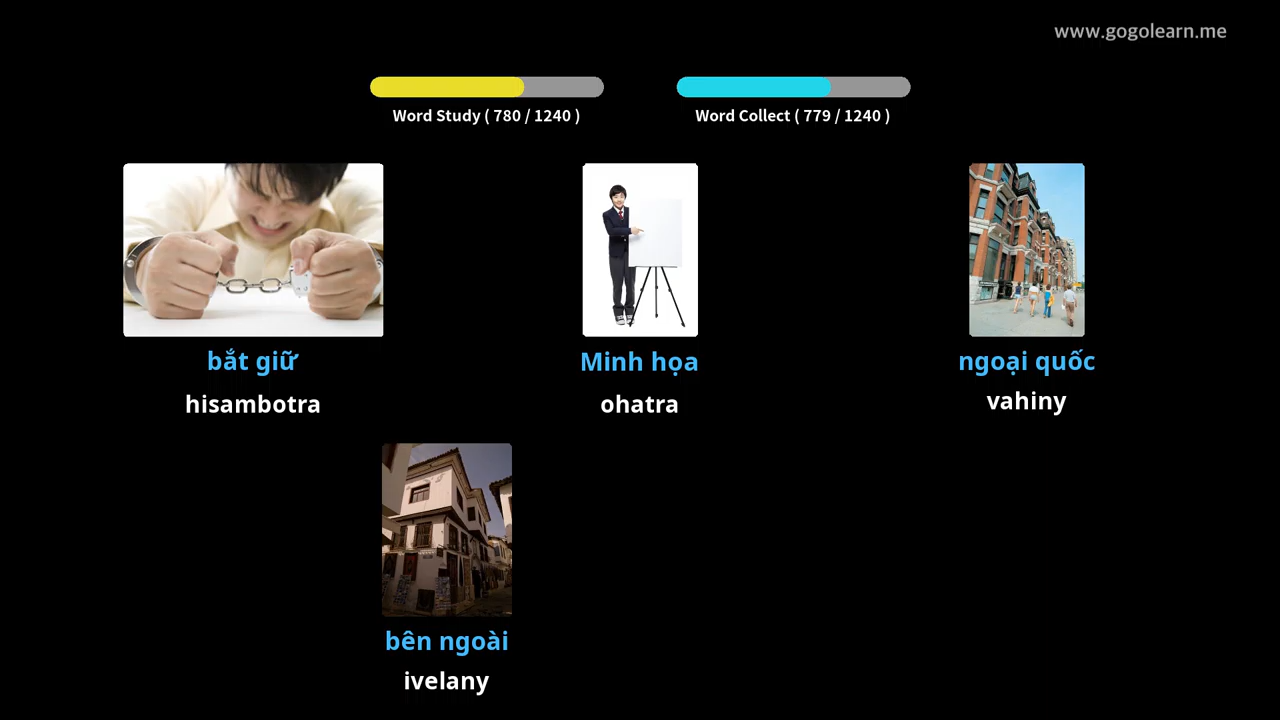 www.gogolearn.me
Word Study ( 780 / 1240 )
Word Collect ( 779 / 1240 )
bắt giữ
hisambotra
Minh họa
ohatra
ngoại quốc
vahiny
bên ngoài
ivelany